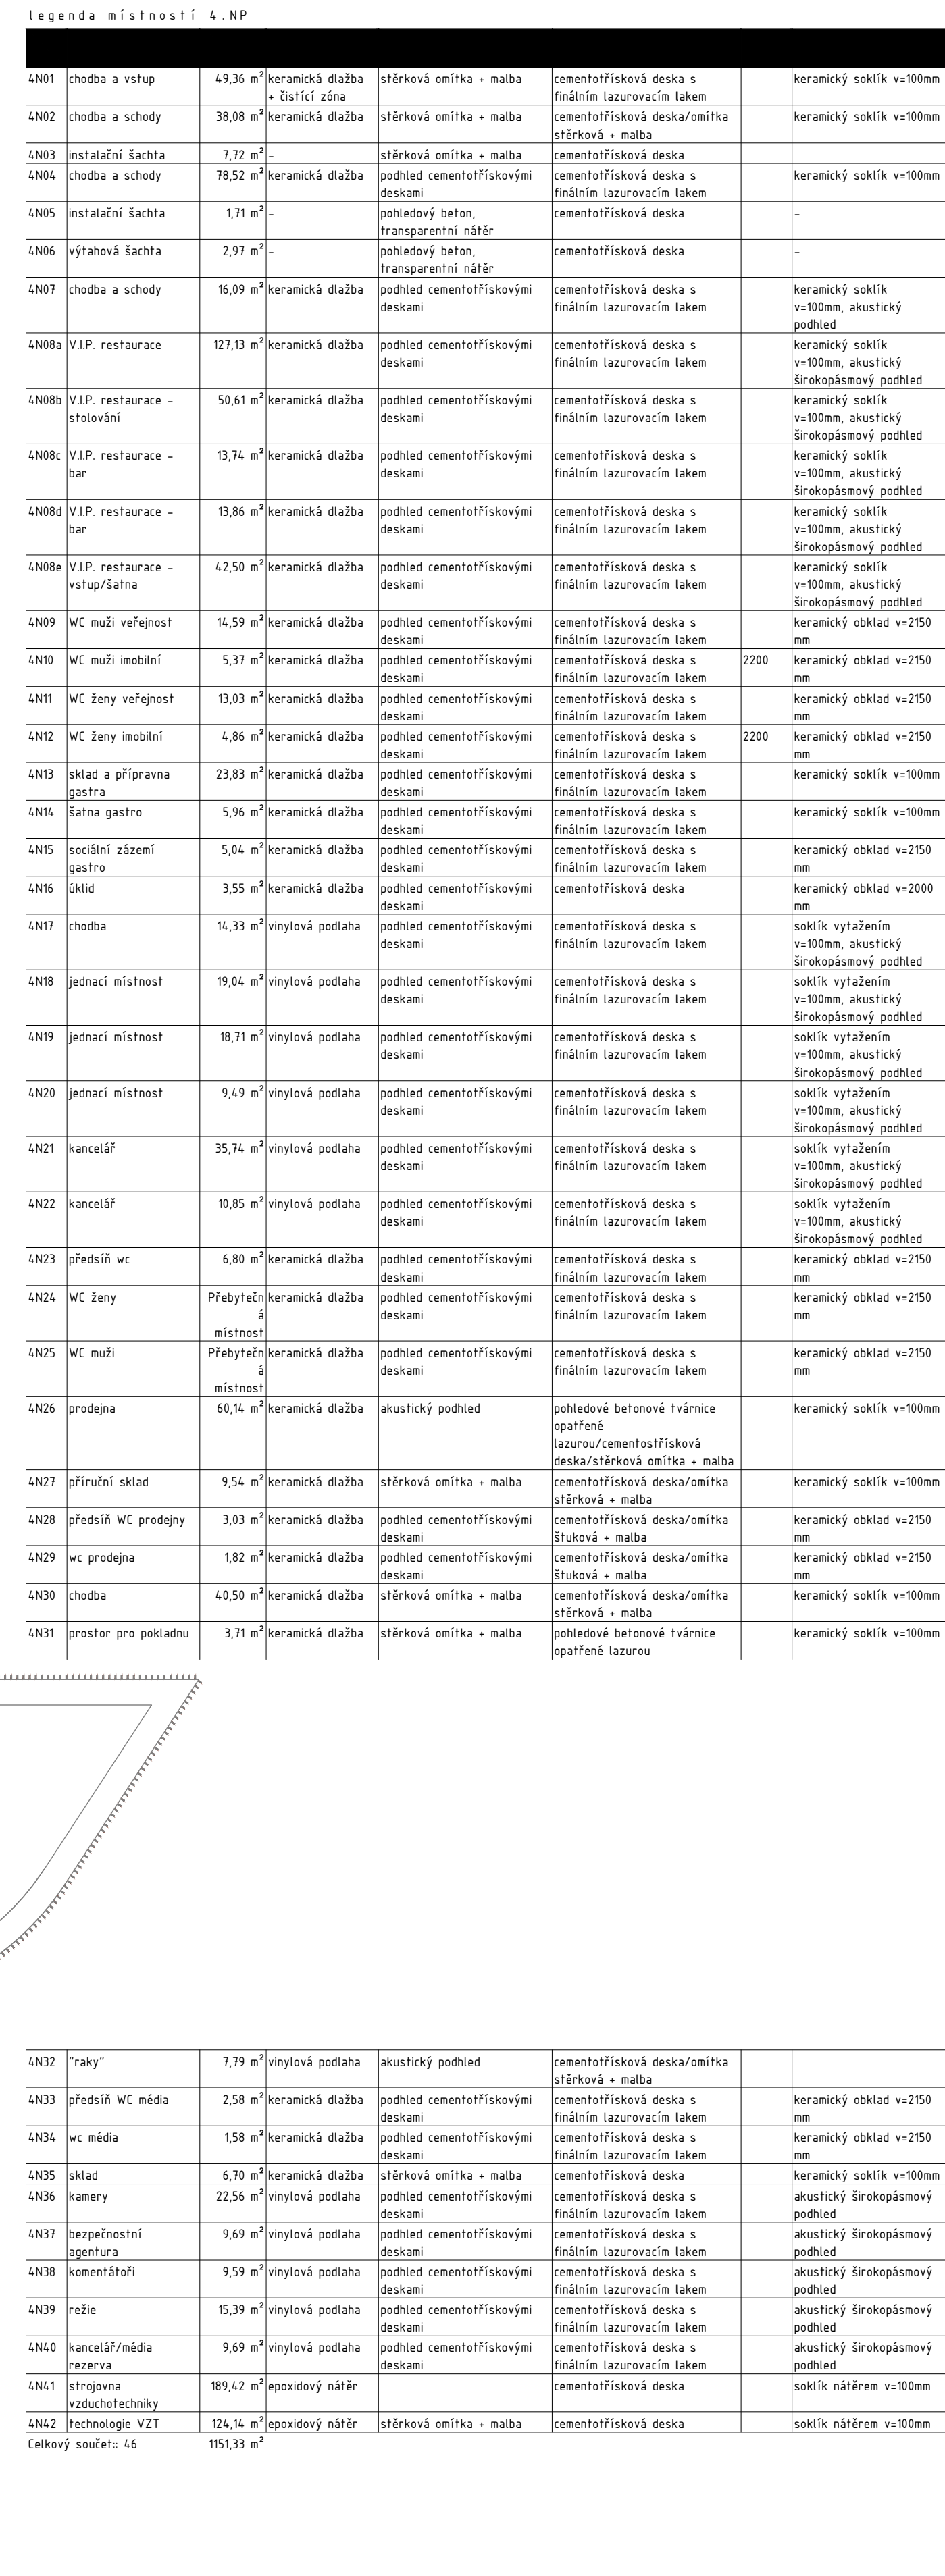 legenda místností 4.NP
4N01 chodba a vstup 49,36 m² keramická dlažba stěrková omítka + malba cementotřísková deska s keramický soklík v=100mm
+ čistící zóna finálním lazurovacím lakem
4N02 chodba a schody 38,08 m² keramická dlažba stěrková omítka + malba cementotřísková deska/omítka keramický soklík v=100mm
stěrková + malba
4N03 instalační šachta 7,72 m² - stěrková omítka + malba cementotřísková deska
4N04 chodba a schody 78,52 m² keramická dlažba podhled cementotřískovými cementotřísková deska s keramický soklík v=100mm
deskami finálním lazurovacím lakem
4N05 instalační šachta 1,71 m² - pohledový beton, cementotřísková deska -
transparentní nátěr
4N06 výtahová šachta 2,97 m² - pohledový beton, cementotřísková deska -
transparentní nátěr
4N07 chodba a schody 16,09 m² keramická dlažba podhled cementotřískovými cementotřísková deska s keramický soklík
deskami finálním lazurovacím lakem v=100mm, akustický
podhled
4N08a V.I.P. restaurace 127,13 m² keramická dlažba podhled cementotřískovými cementotřísková deska s keramický soklík
deskami finálním lazurovacím lakem v=100mm, akustický
širokopásmový podhled
4N08b V.I.P. restaurace - 50,61 m² keramická dlažba podhled cementotřískovými cementotřísková deska s keramický soklík
stolování deskami finálním lazurovacím lakem v=100mm, akustický
širokopásmový podhled
4N08c V.I.P. restaurace - 13,74 m² keramická dlažba podhled cementotřískovými cementotřísková deska s keramický soklík
bar deskami finálním lazurovacím lakem v=100mm, akustický
širokopásmový podhled
4N08d V.I.P. restaurace - 13,86 m² keramická dlažba podhled cementotřískovými cementotřísková deska s keramický soklík
bar deskami finálním lazurovacím lakem v=100mm, akustický
širokopásmový podhled
4N08e V.I.P. restaurace - 42,50 m² keramická dlažba podhled cementotřískovými cementotřísková deska s keramický soklík
vstup/šatna deskami finálním lazurovacím lakem v=100mm, akustický
širokopásmový podhled
4N09 WC muži veřejnost 14,59 m² keramická dlažba podhled cementotřískovými cementotřísková deska s keramický obklad v=2150
deskami finálním lazurovacím lakem mm
4N10 WC muži imobilní 5,37 m² keramická dlažba podhled cementotřískovými cementotřísková deska s 2200 keramický obklad v=2150
deskami finálním lazurovacím lakem mm
4N11 WC ženy veřejnost 13,03 m² keramická dlažba podhled cementotřískovými cementotřísková deska s keramický obklad v=2150
deskami finálním lazurovacím lakem mm
4N12 WC ženy imobilní 4,86 m² keramická dlažba podhled cementotřískovými cementotřísková deska s 2200 keramický obklad v=2150
deskami finálním lazurovacím lakem mm
4N13 sklad a přípravna 23,83 m² keramická dlažba podhled cementotřískovými cementotřísková deska s keramický soklík v=100mm
gastra deskami finálním lazurovacím lakem
4N14 šatna gastro 5,96 m² keramická dlažba podhled cementotřískovými cementotřísková deska s keramický soklík v=100mm
deskami finálním lazurovacím lakem
4N15 sociální zázemí 5,04 m² keramická dlažba podhled cementotřískovými cementotřísková deska s keramický obklad v=2150
gastro deskami finálním lazurovacím lakem mm
4N16 úklid 3,55 m² keramická dlažba podhled cementotřískovými cementotřísková deska keramický obklad v=2000
deskami mm
4N17 chodba 14,33 m² vinylová podlaha podhled cementotřískovými cementotřísková deska s soklík vytažením
deskami finálním lazurovacím lakem v=100mm, akustický
širokopásmový podhled
4N18 jednací místnost 19,04 m² vinylová podlaha podhled cementotřískovými cementotřísková deska s soklík vytažením
deskami finálním lazurovacím lakem v=100mm, akustický
širokopásmový podhled
4N19 jednací místnost 18,71 m² vinylová podlaha podhled cementotřískovými cementotřísková deska s soklík vytažením
deskami finálním lazurovacím lakem v=100mm, akustický
širokopásmový podhled
4N20 jednací místnost 9,49 m² vinylová podlaha podhled cementotřískovými cementotřísková deska s soklík vytažením
deskami finálním lazurovacím lakem v=100mm, akustický
širokopásmový podhled
4N21 kancelář 35,74 m² vinylová podlaha podhled cementotřískovými cementotřísková deska s soklík vytažením
deskami finálním lazurovacím lakem v=100mm, akustický
širokopásmový podhled
4N22 kancelář 10,85 m² vinylová podlaha podhled cementotřískovými cementotřísková deska s soklík vytažením
deskami finálním lazurovacím lakem v=100mm, akustický
širokopásmový podhled
4N23 předsíň wc 6,80 m² keramická dlažba podhled cementotřískovými cementotřísková deska s keramický obklad v=2150
deskami finálním lazurovacím lakem mm
4N24 WC ženy Přebytečn keramická dlažba podhled cementotřískovými cementotřísková deska s keramický obklad v=2150
á deskami finálním lazurovacím lakem mm
místnost
4N25 WC muži Přebytečn keramická dlažba podhled cementotřískovými cementotřísková deska s keramický obklad v=2150
á deskami finálním lazurovacím lakem mm
místnost
4N26 prodejna 60,14 m² keramická dlažba akustický podhled pohledové betonové tvárnice keramický soklík v=100mm
opatřené
lazurou/cementostřísková
deska/stěrková omítka + malba
4N27 příruční sklad 9,54 m² keramická dlažba stěrková omítka + malba cementotřísková deska/omítka keramický soklík v=100mm
stěrková + malba
4N28 předsíň WC prodejny 3,03 m² keramická dlažba podhled cementotřískovými cementotřísková deska/omítka keramický obklad v=2150
deskami štuková + malba mm
4N29 wc prodejna 1,82 m² keramická dlažba podhled cementotřískovými cementotřísková deska/omítka keramický obklad v=2150
deskami štuková + malba mm
4N30 chodba 40,50 m² keramická dlažba stěrková omítka + malba cementotřísková deska/omítka keramický soklík v=100mm
stěrková + malba
4N31 prostor pro pokladnu 3,71 m² keramická dlažba stěrková omítka + malba pohledové betonové tvárnice keramický soklík v=100mm
opatřené lazurou
4N32 "raky" 7,79 m² vinylová podlaha akustický podhled cementotřísková deska/omítka
stěrková + malba
4N33 předsíň WC média 2,58 m² keramická dlažba podhled cementotřískovými cementotřísková deska s keramický obklad v=2150
deskami finálním lazurovacím lakem mm
4N34 wc média 1,58 m² keramická dlažba podhled cementotřískovými cementotřísková deska s keramický obklad v=2150
deskami finálním lazurovacím lakem mm
4N35 sklad 6,70 m² keramická dlažba stěrková omítka + malba cementotřísková deska keramický soklík v=100mm
4N36 kamery 22,56 m² vinylová podlaha podhled cementotřískovými cementotřísková deska s akustický širokopásmový
deskami finálním lazurovacím lakem podhled
4N37 bezpečnostní 9,69 m² vinylová podlaha podhled cementotřískovými cementotřísková deska s akustický širokopásmový
agentura deskami finálním lazurovacím lakem podhled
4N38 komentátoři 9,59 m² vinylová podlaha podhled cementotřískovými cementotřísková deska s akustický širokopásmový
deskami finálním lazurovacím lakem podhled
4N39 režie 15,39 m² vinylová podlaha podhled cementotřískovými cementotřísková deska s akustický širokopásmový
deskami finálním lazurovacím lakem podhled
4N40 kancelář/média 9,69 m² vinylová podlaha podhled cementotřískovými cementotřísková deska s akustický širokopásmový
rezerva deskami finálním lazurovacím lakem podhled
4N41 strojovna 189,42 m² epoxidový nátěr cementotřísková deska soklík nátěrem v=100mm
vzduchotechniky
4N42 technologie VZT 124,14 m² epoxidový nátěr stěrková omítka + malba cementotřísková deska soklík nátěrem v=100mm
Celkový součet:: 46 1151,33 m²